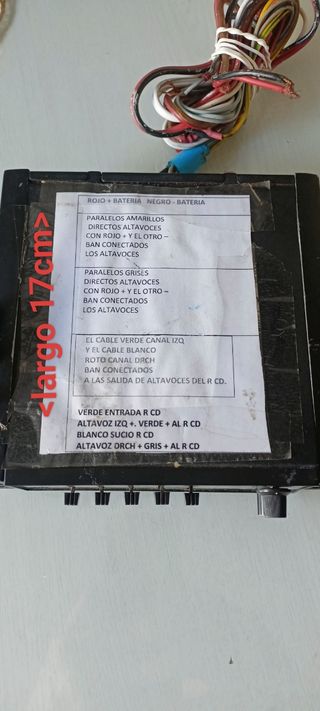 ROJO + BATERIA NEGRO - BATERIA
PARALELOS AMARILLOS
DIRECTOS ALTAVOCES
CON ROJO + Y EL OTRO –
BAN CONECTADOS
LOS ALTAVOCES
PARALELOS GRISES
DIRECTOS ALTAVOCES
CON ROJO + Y EL OTRO –
BAN CONECTADOS
LOS ALTAVOCES
EL CABLE VERDE CANAL IZQ
Y EL CABLE BLANCO
ROTO CANAL DRCH
BAN CONECTADOS
A LAS SALIDA DE ALTAVOCES DEL R CD.
VERDE ENTRADA R CD
ALTAVOZ IZQ +. VERDE + AL R CD
BLANCO SUCIO R CD
ALTAVOZ DRCH + GRIS + AL R CD
<largo 17cm>